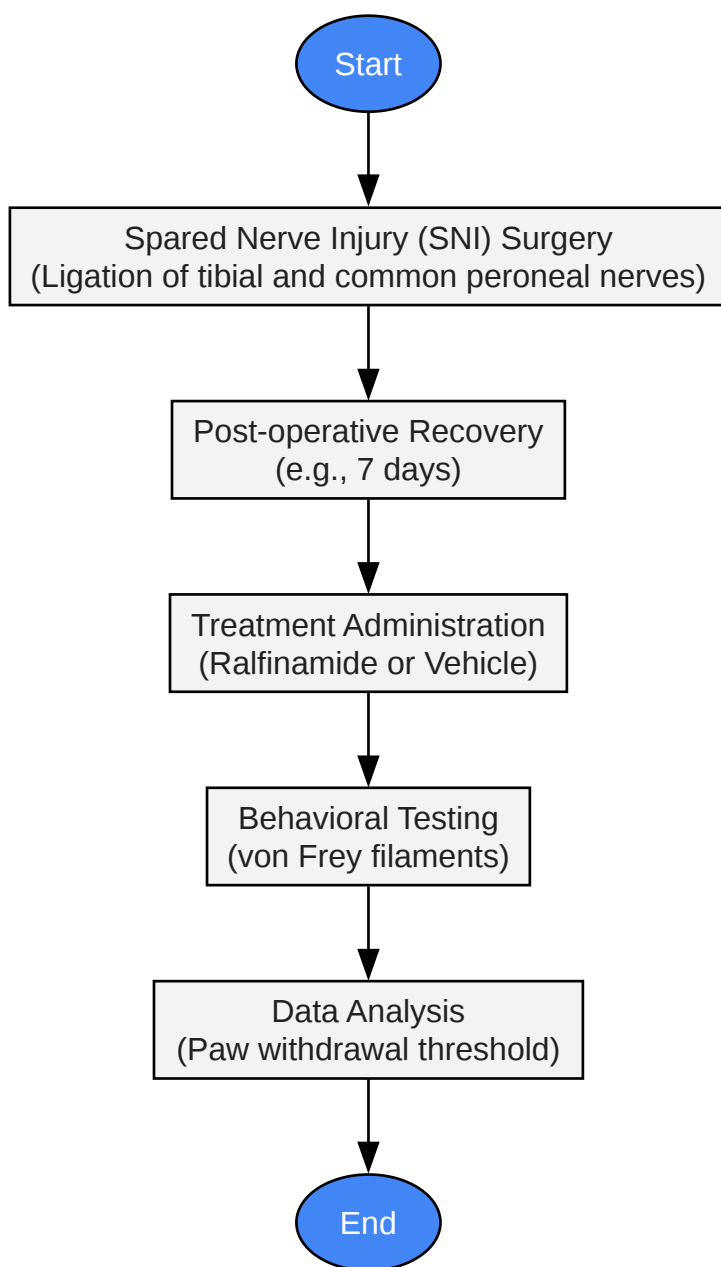 Start
Spared Nerve Injury (SNI) Surgery
(Ligation of tibial and common peroneal nerves)
Post-operative Recovery
(e.g., 7 days)
Treatment Administration
(Ralfinamide or Vehicle)
Behavioral Testing
(von Frey filaments)
Data Analysis
(Paw withdrawal threshold)
End